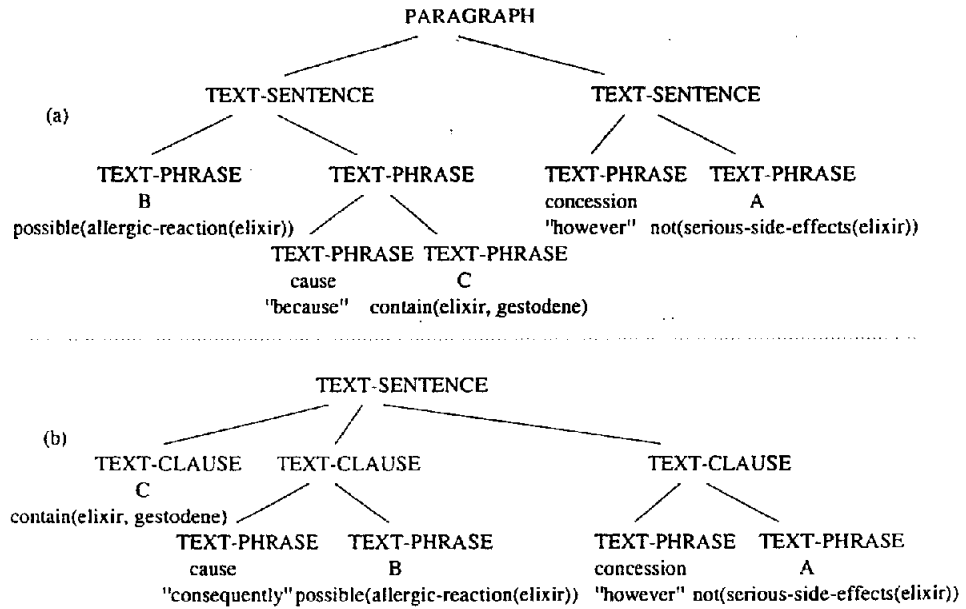 PARAGRAPH
TEXT-SENTENCE TEXT-SENTENCE
(a)
TEXT-PHRASE TEXT-PHRASE TEXT-PHRASE TEXT-PHRASE
B concession A
possible(allergic-reaction(elixir)) "however" not(serious-side-effects(elixir))
TEXT-PHRASE TEXT-PHRASE
cause C
"because" contain(elixir, gestodene)
TEXT-SENTENCE
(b)
TEXT-CLAUSE TEXT-CLAUSE TEXT-CLAUSE
C
contain(elixir, gestodene)
TEXT-PHRASE TEXT-PHRASE TEXT-PHRASE TEXT-PHRASE
cause B concession A
"consequently" possible(allergic-reaction(elixir)) "however" not(serious-side-effects(elixir))